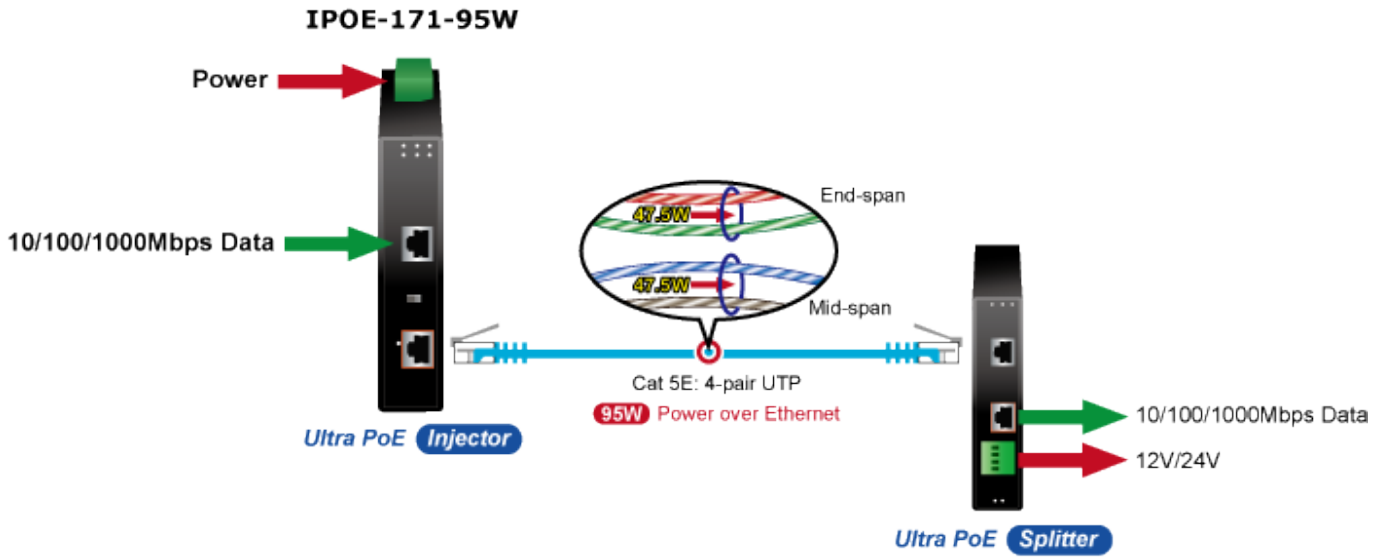 IPOE-171-95W
Power
10/100/1000Mbps Data
47.5W
End-span
47.5W
Mid-span
Cat 5E: 4-pair UTP
95W Power over Ethernet
Ultra PoE Injector
10/100/1000Mbps Data
12V/24V
Ultra PoE Splitter